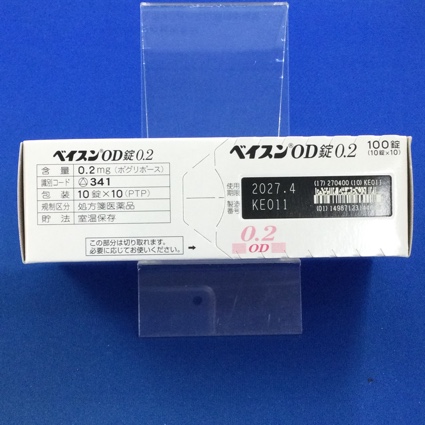 ベイスン®OD錠0.2
含量 0.2mg(ボグリボース)
識別コード △341
包装 10錠×10(PTP)
規制区分 処方箋医薬品
貯法 室温保存
この部分は切り取れます。
必要に応じてお使いください。
ベイスン®OD錠0.2 100錠
(10錠×10)
使用期限 2027.4
製造番号 KE011
(17) 270400 (10) KE011
0.2
OD